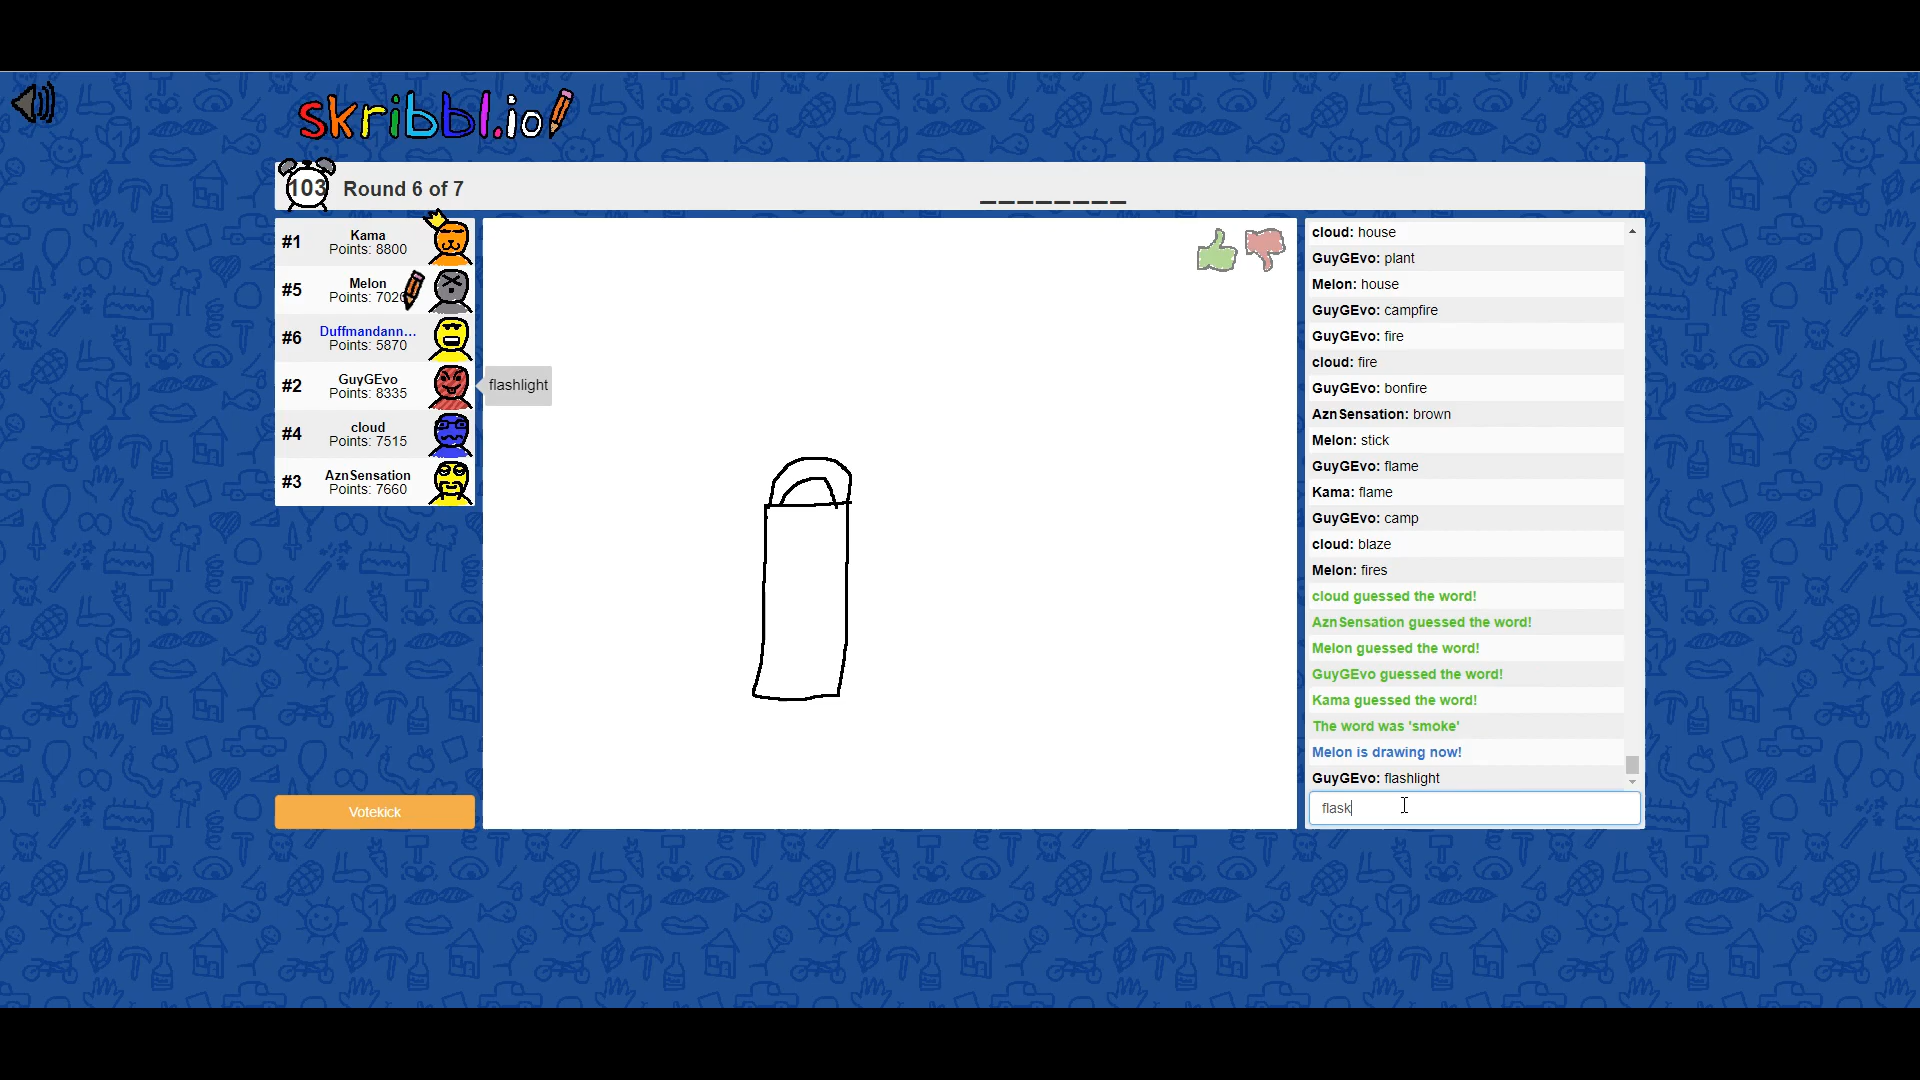 skribbl.io
103
Round 6 of 7
________
#1
Kama
Points: 8800
#5
Melon
Points: 7026
#6
Duffmandann...
Points: 5870
#2
GuyGEvo
Points: 8335
flashlight
#4
cloud
Points: 7515
#3
AznSensation
Points: 7660
Votekick
cloud: house
GuyGEvo: plant
Melon: house
GuyGEvo: campfire
GuyGEvo: fire
cloud: fire
GuyGEvo: bonfire
AznSensation: brown
Melon: stick
GuyGEvo: flame
Kama: flame
GuyGEvo: camp
cloud: blaze
Melon: fires
cloud guessed the word!
AznSensation guessed the word!
Melon guessed the word!
GuyGEvo guessed the word!
Kama guessed the word!
The word was 'smoke'
Melon is drawing now!
GuyGEvo: flashlight
flask